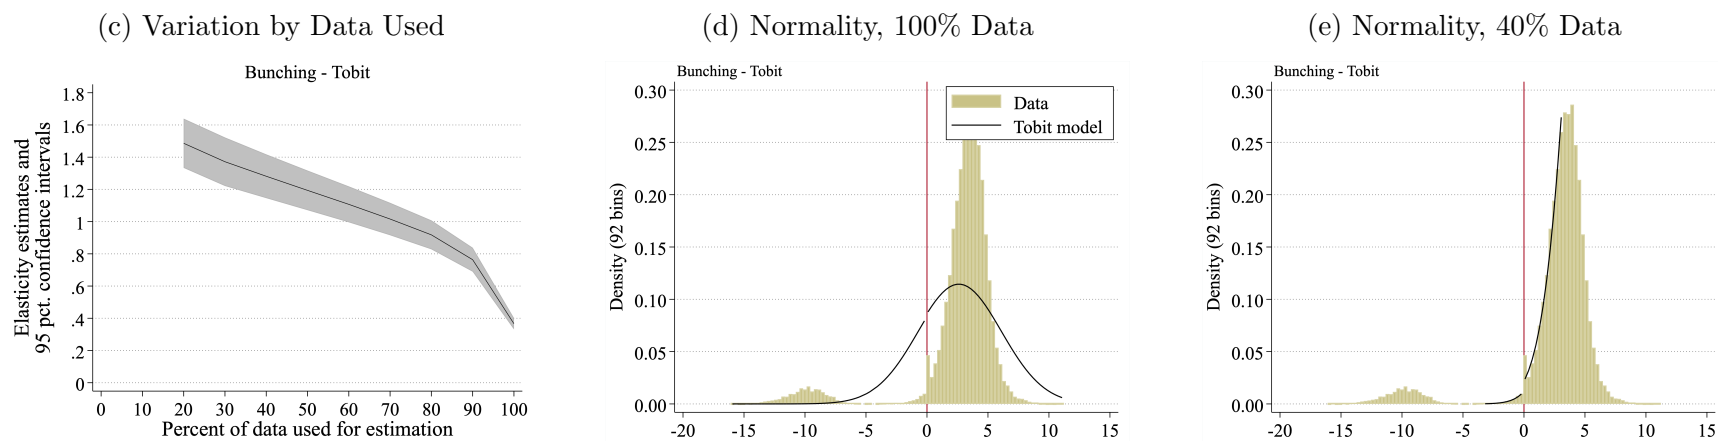 (c) Variation by Data Used
Bunching - Tobit
Elasticity estimates and
95 pct. confidence intervals
1.8
1.6
1.4
1.2
1
.8
.6
.4
.2
0
0 10 20 30 40 50 60 70 80 90 100
Percent of data used for estimation
(d) Normality, 100% Data
Bunching - Tobit
Data
Tobit model
Density (92 bins)
0.30
0.25
0.20
0.15
0.10
0.05
0.00
-20 -15 -10 -5 0 5 10 15
(e) Normality, 40% Data
Bunching - Tobit
Density (92 bins)
0.30
0.25
0.20
0.15
0.10
0.05
0.00
-20 -15 -10 -5 0 5 10 15